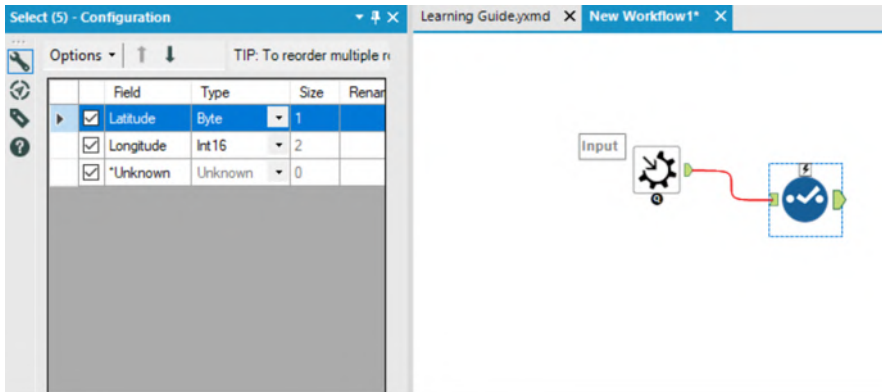 Select (5) - Configuration
Learning Guide.yxmd X New Workflow1* X
Options TIP: To reorder multiple
Field Type Size Renar
Latitude Byte 1
Longitude Int16 2
*Unknown Unknown 0
Input